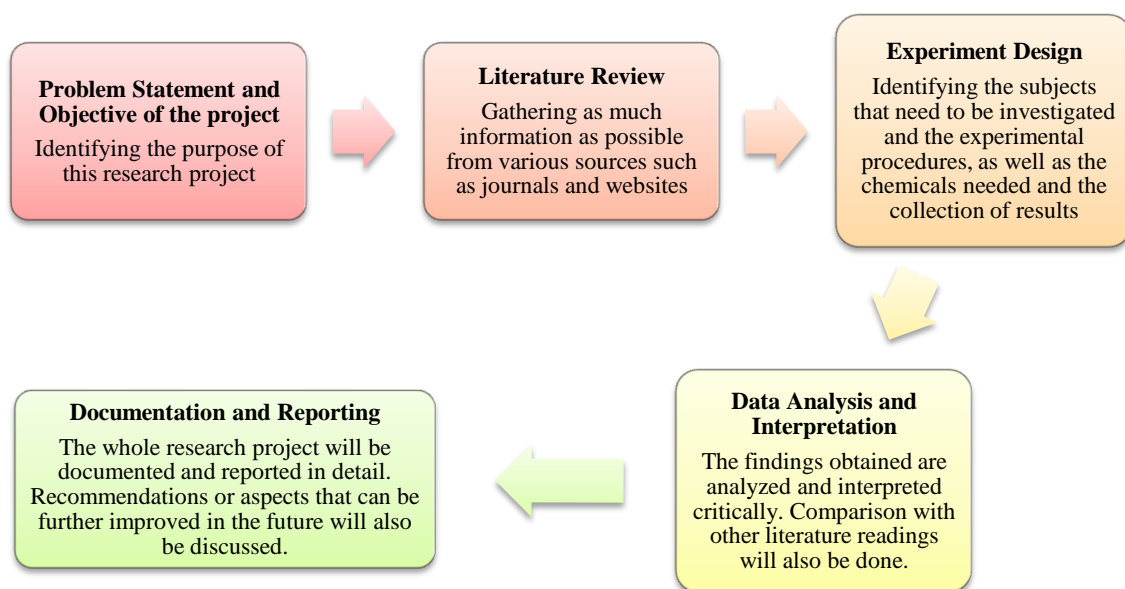 Problem Statement and
Objective of the project
Identifying the purpose of
this research project
Literature Review
Gathering as much
information as possible
from various sources such
as journals and websites
Experiment Design
Identifying the subjects
that need to be investigated
and the experimental
procedures, as well as the
chemicals needed and the
collection of results
Data Analysis and
Interpretation
The findings obtained are
analyzed and interpreted
critically. Comparison with
other literature readings
will also be done.
Documentation and Reporting
The whole research project will be
documented and reported in detail.
Recommendations or aspects that can be
further improved in the future will also
be discussed.